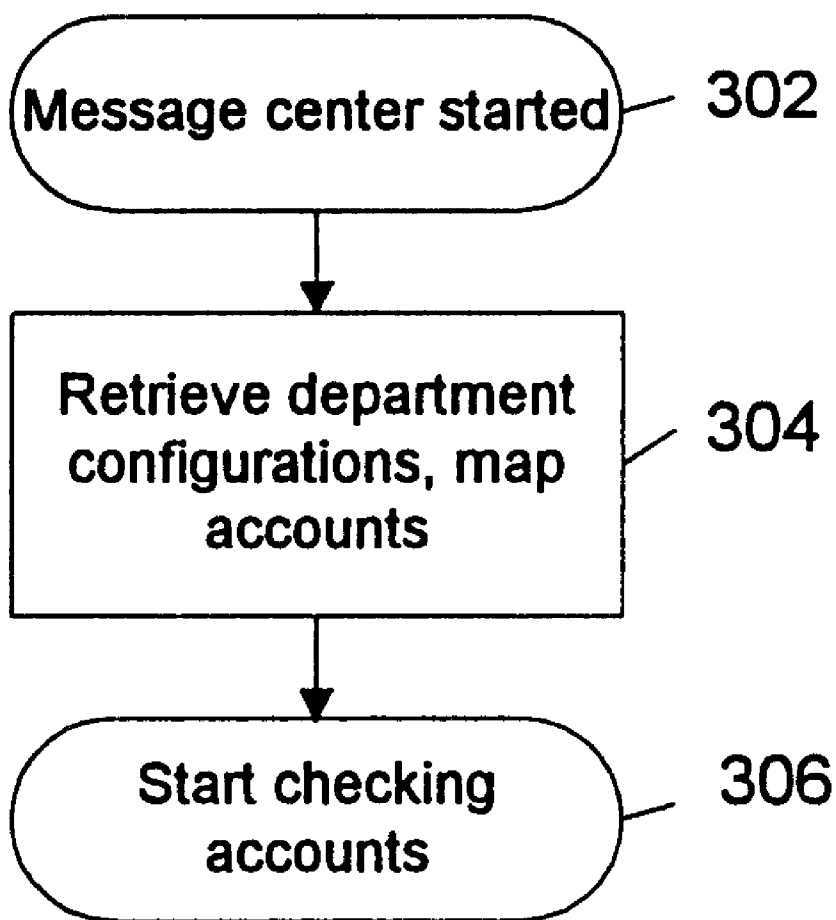 Message center started
302
Retrieve department
configurations, map
accounts
304
Start checking
accounts
306